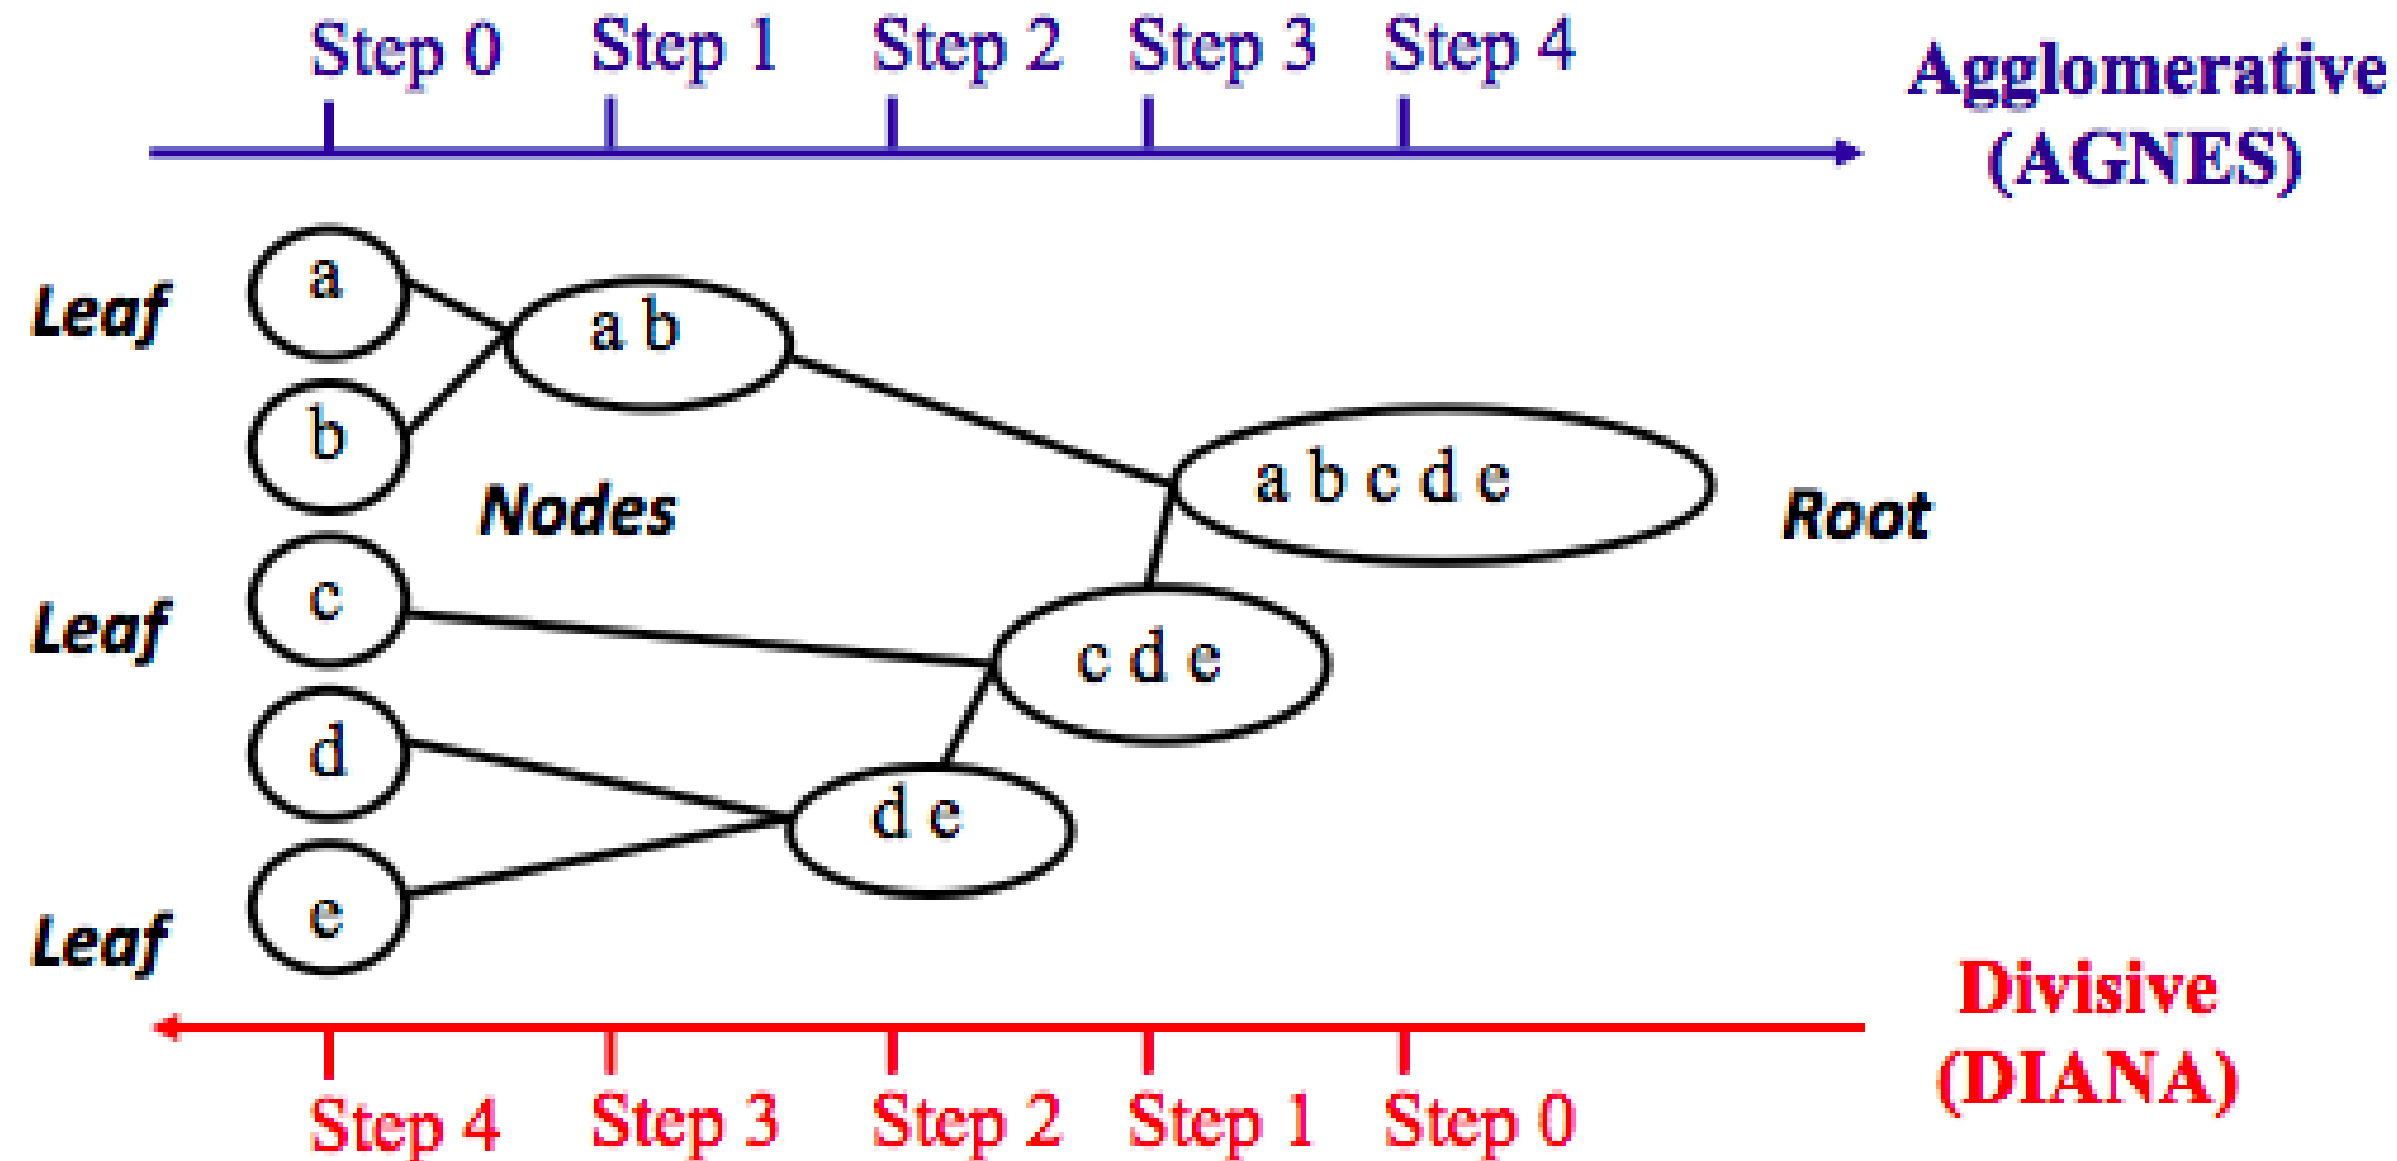 Step 0 Step 1 Step 2 Step 3 Step 4
Agglomerative
(AGNES)
a
Leaf
a b
b
a b c d e
Nodes
Root
c
Leaf
c d e
d
d e
e
Leaf
Divisive
(DIANA)
Step 4 Step 3 Step 2 Step 1 Step 0